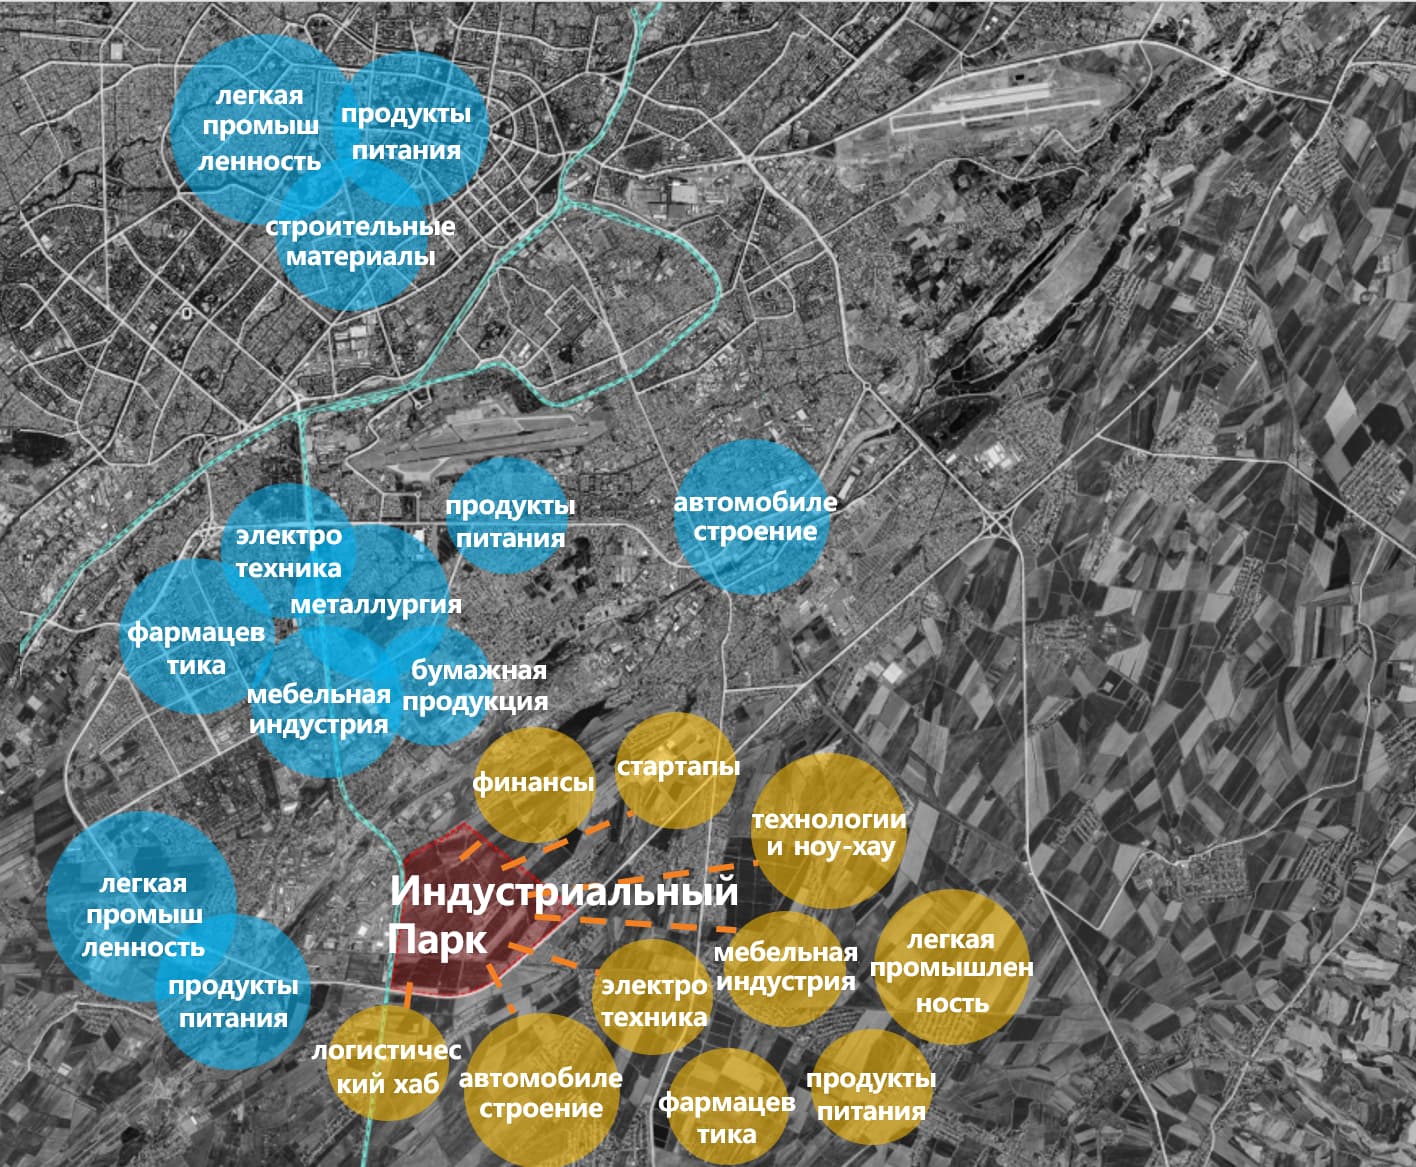 легкая
промыш
ленность
продукты
питания
строительные
материалы
продукты
питания
автомобиле
строение
электро
техника
металлургия
фармацев
тика
бумажная
продукция
мебельная
индустрия
финансы
стартапы
технологии
и ноу-хау
Индустриальный
Парк
легкая
промыш
ленность
продукты
питания
мебельная
индустрия
легкая
промышлен
ность
электро
техника
логистичес
кий хаб
автомобиле
строение
фармацев
тика
продукты
питания